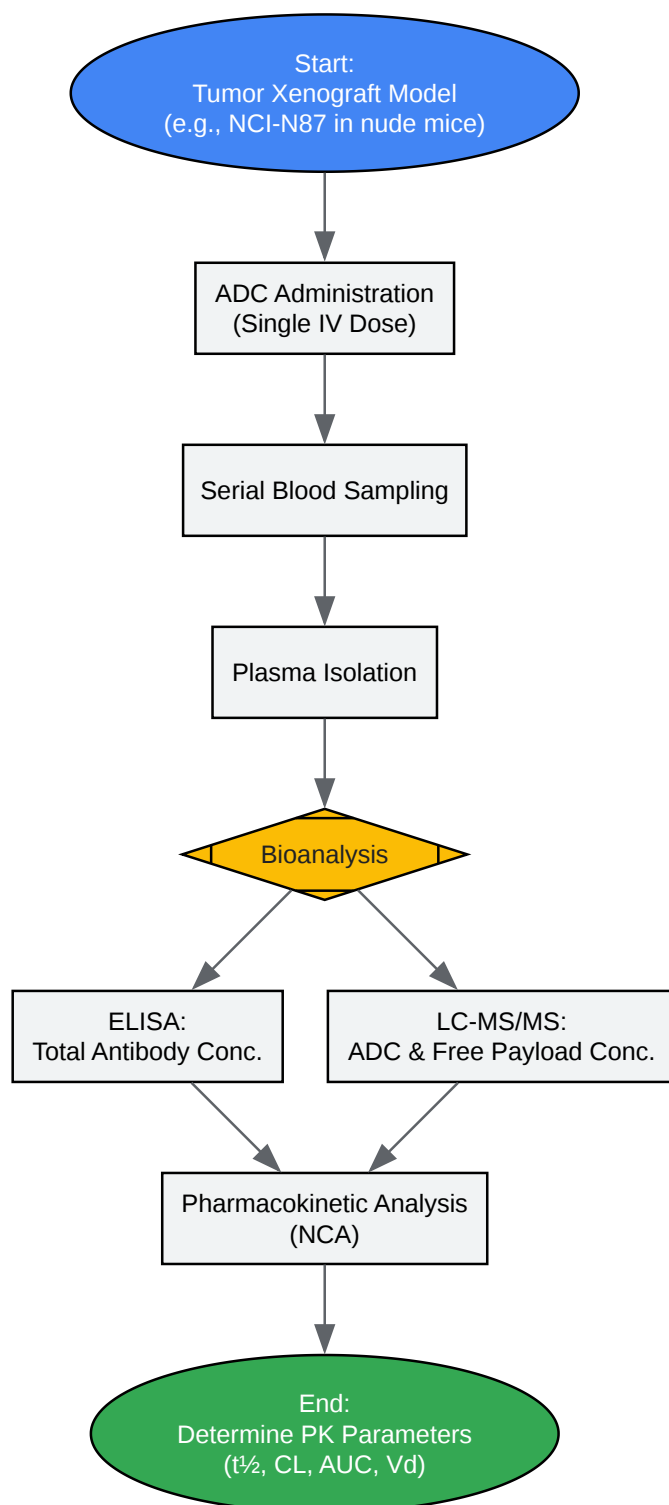 Start:
Tumor Xenograft Model
(e.g., NCI-N87 in nude mice)
ADC Administration
(Single IV Dose)
Serial Blood Sampling
Plasma Isolation
Bioanalysis
ELISA:
Total Antibody Conc.
LC-MS/MS:
ADC & Free Payload Conc.
Pharmacokinetic Analysis
(NCA)
End:
Determine PK Parameters
(t½, CL, AUC, Vd)